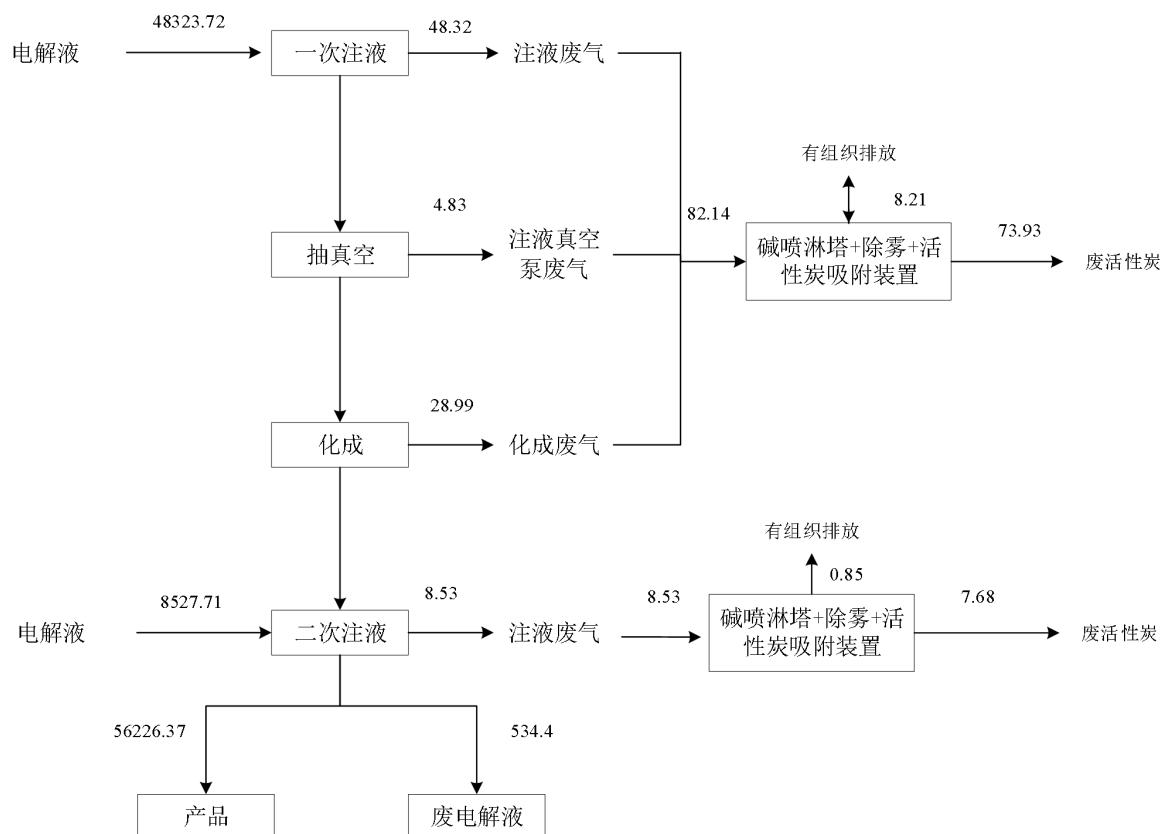 48323.72
48.32
电解液
一次注液
注液废气
有组织排放
4.83
82.14
8.21
73.93
抽真空
注液真空
泵废气
碱喷淋塔+除雾+活
性炭吸附装置
废活性炭
28.99
化成
化成废气
有组织排放
0.85
8527.71
8.53
8.53
7.68
电解液
二次注液
注液废气
碱喷淋塔+除雾+活
性炭吸附装置
废活性炭
56226.37
534.4
产品
废电解液